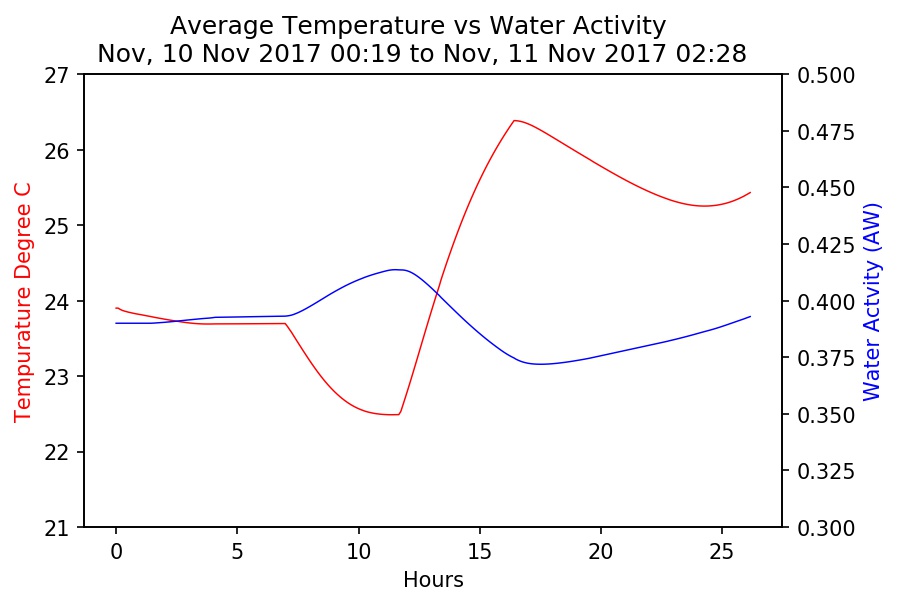 Average Temperature vs Water Activity
Nov, 10 Nov 2017 00:19 to Nov, 11 Nov 2017 02:28
27
26
25
24
23
22
21
Tempurature Degree C
0.500
0.475
0.450
0.425
0.400
0.375
0.350
0.325
0.300
Water Actvity (AW)
0 5 10 15 20 25
Hours